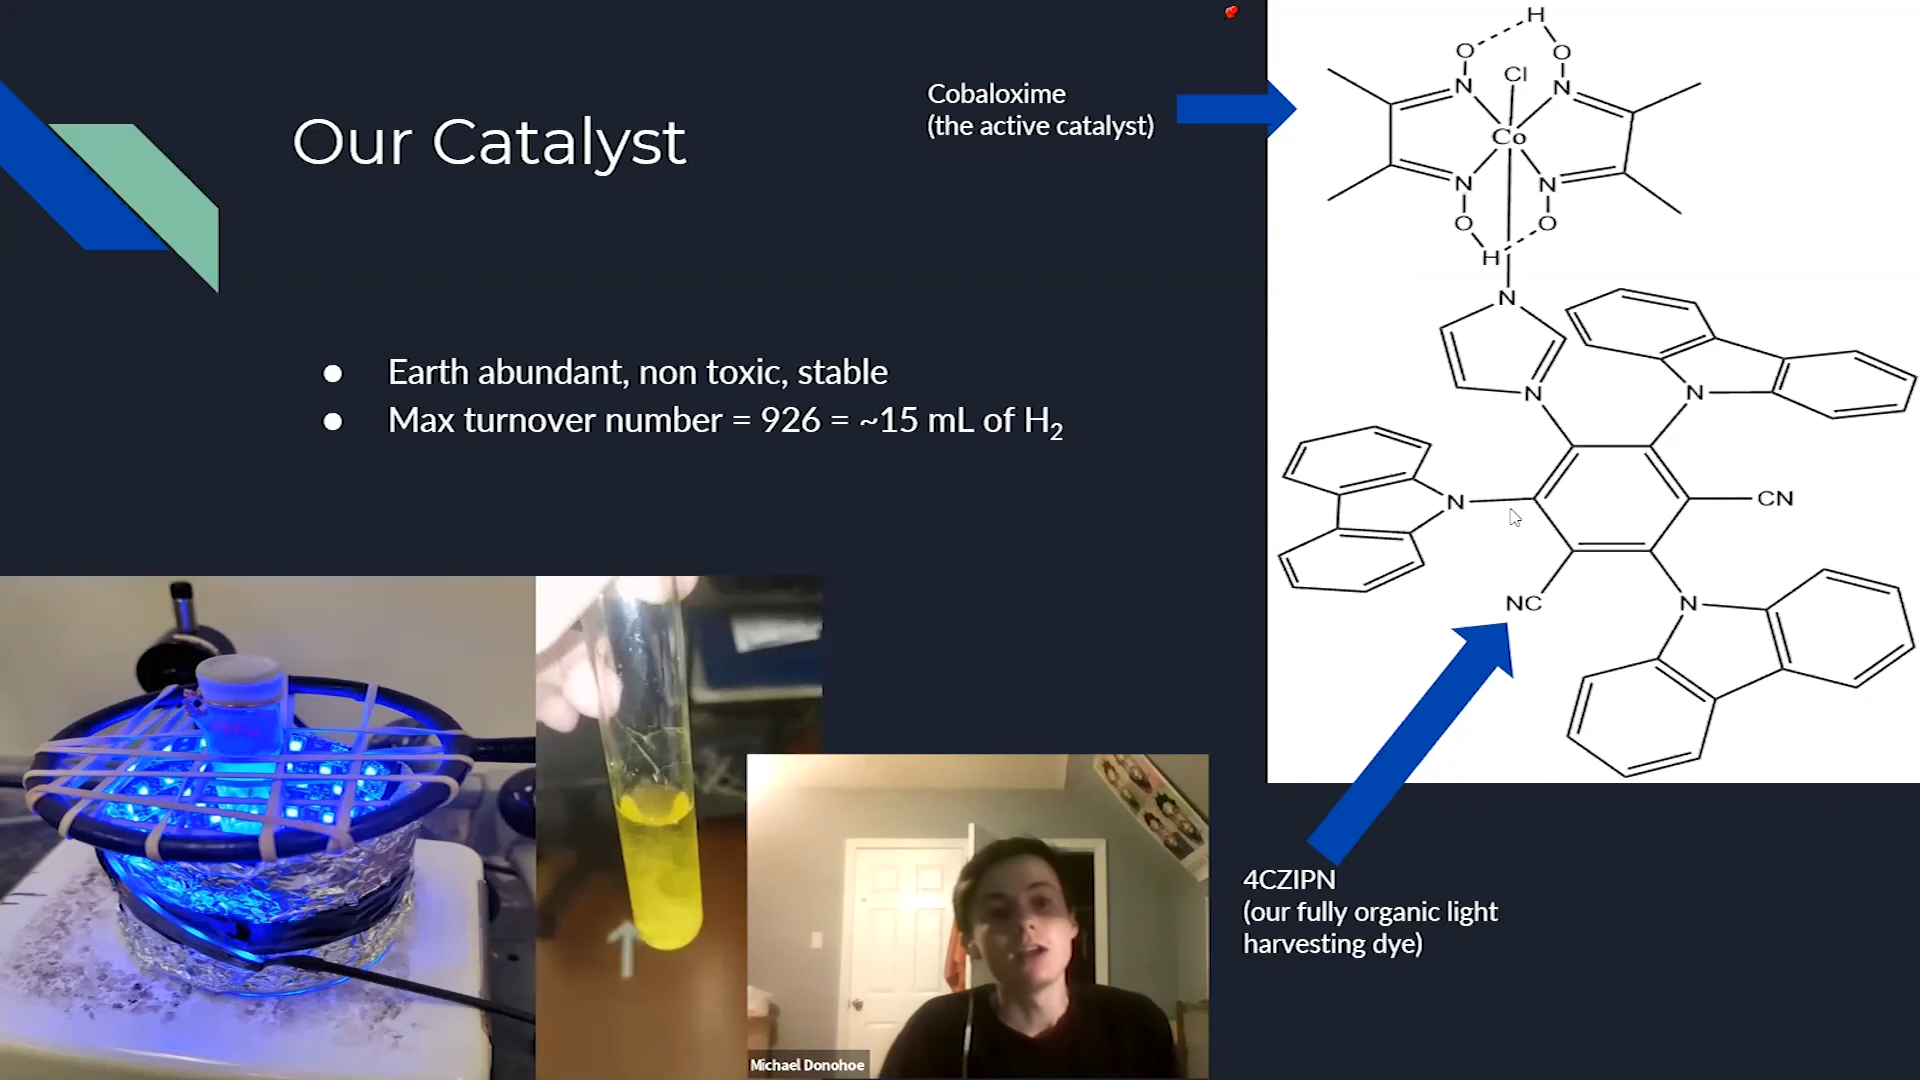 Our Catalyst
● Earth abundant, non toxic, stable
● Max turnover number = 926 = ~15 mL of H₂
Cobaloxime
(the active catalyst)
H
O
O
Cl
N
N
Co
N
N
O
O
H
N
N
N
N
CN
NC
N
4CZIPN
(our fully organic light
harvesting dye)
1
Michael Donohoe